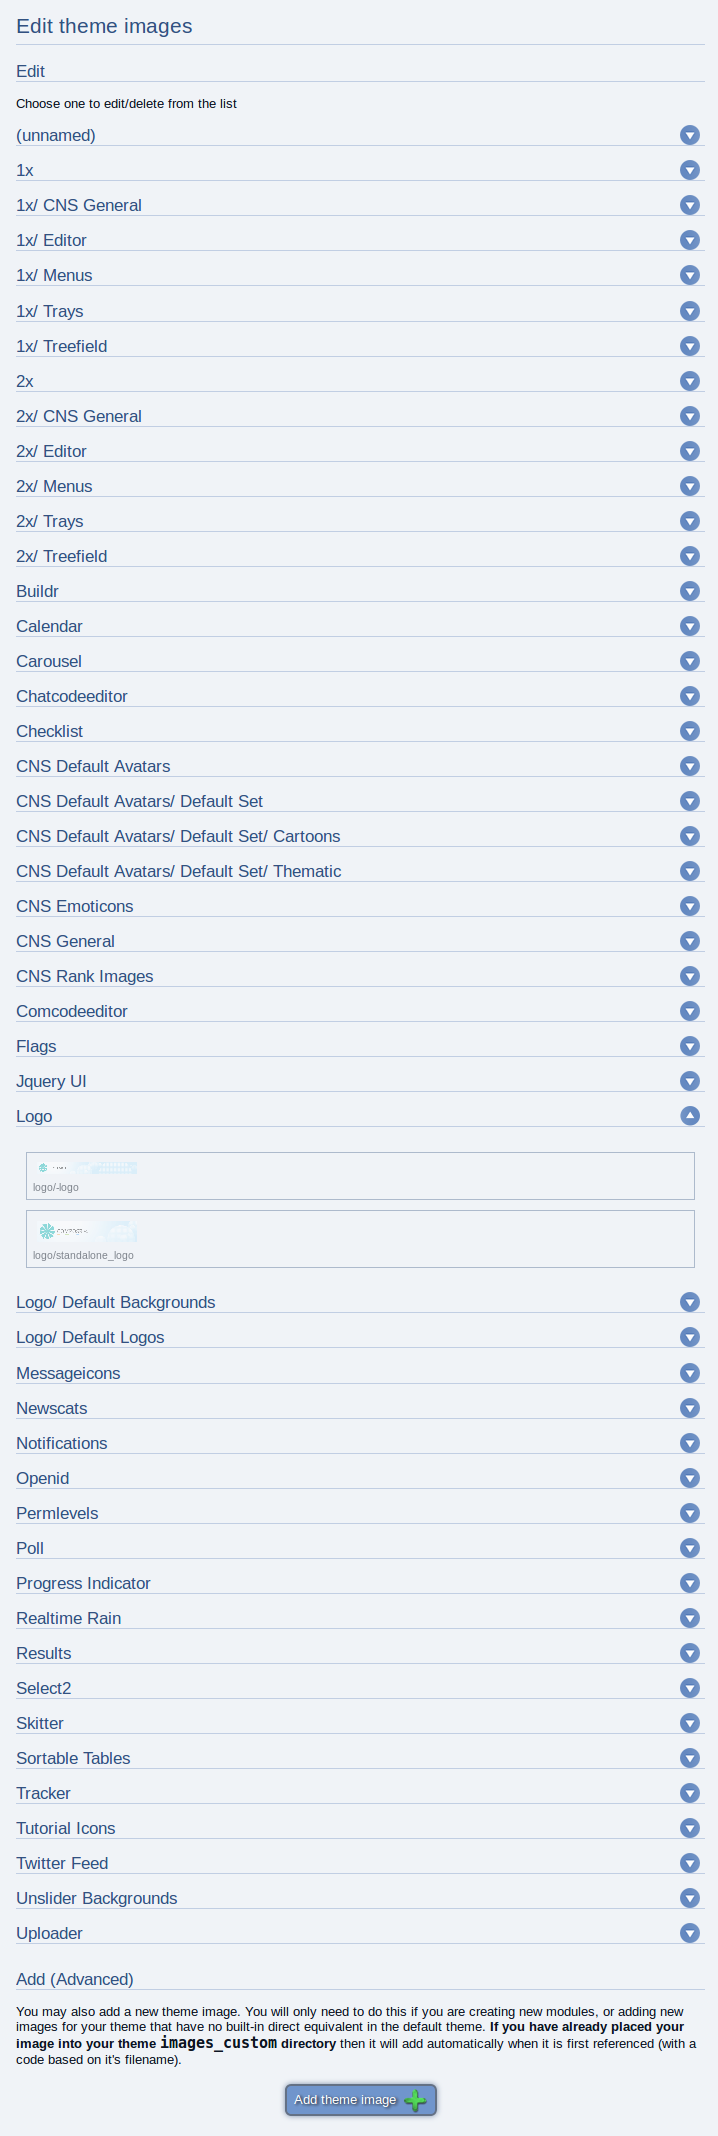 Edit theme images
Edit
Choose one to edit/delete from the list
(unnamed)
1x
1x/ CNS General
1x/ Editor
1x/ Menus
1x/ Trays
1x/ Treefield
2x
2x/ CNS General
2x/ Editor
2x/ Menus
2x/ Trays
2x/ Treefield
Buildr
Calendar
Carousel
Chatcodeeditor
Checklist
CNS Default Avatars
CNS Default Avatars/ Default Set
CNS Default Avatars/ Default Set/ Cartoons
CNS Default Avatars/ Default Set/ Thematic
CNS Emoticons
CNS General
CNS Rank Images
Comcodeeditor
Flags
Jquery UI
Logo
logo/-logo
logo/standalone_logo
Logo/ Default Backgrounds
Logo/ Default Logos
Messageicons
Newscats
Notifications
Openid
Permlevels
Poll
Progress Indicator
Realtime Rain
Results
Select2
Skitter
Sortable Tables
Tracker
Tutorial Icons
Twitter Feed
Unslider Backgrounds
Uploader
Add (Advanced)
You may also add a new theme image. You will only need to do this if you are creating new modules, or adding new
images for your theme that have no built-in direct equivalent in the default theme. If you have already placed your
image into your theme images_custom directory then it will add automatically when it is first referenced (with a
code based on it's filename).
Add theme image